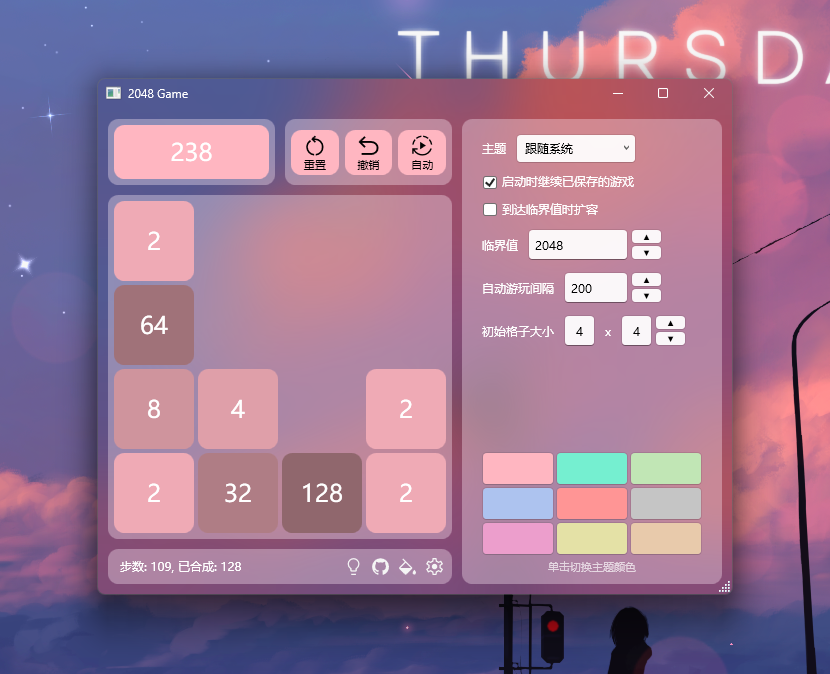 THURSDA
2048 Game
238
重置
撤销
自动
2
64
8 4 2
2 32 128 2
步数: 109, 已合成: 128
主题 跟随系统
启动时继续已保存的游戏
到达临界值时扩容
临界值 2048
自动游玩间隔 200
初始格子大小 4 x 4
单击切换主题颜色